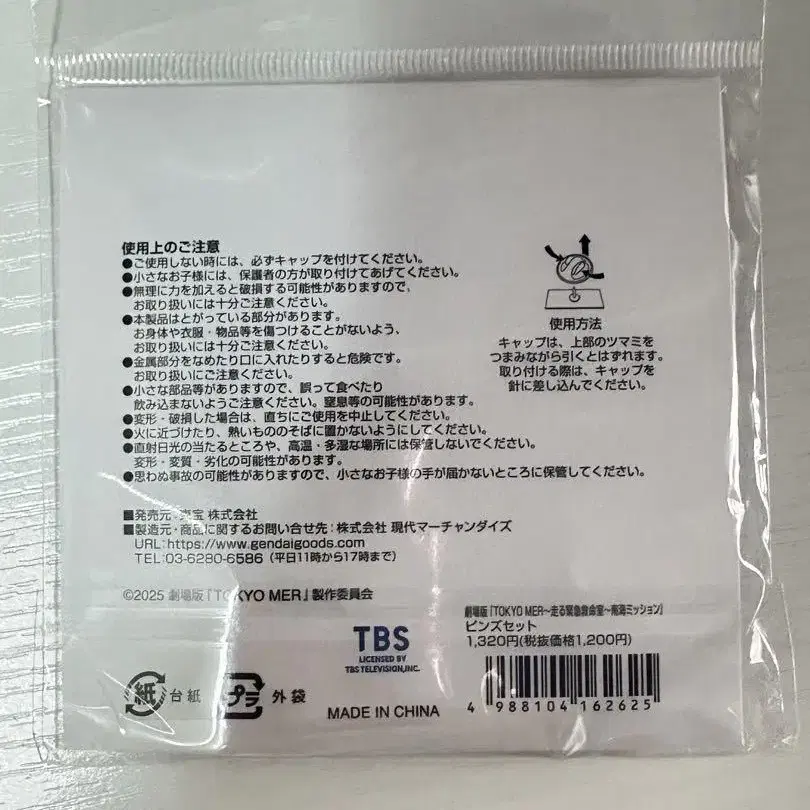 使用上のご注意
●ご使用しない時には、必ずキャップを付けてください。
●小さなお子様には、保護者の方が取り付けてあげてください。
●無理に力を加えると破損する可能性がありますので、
お取り扱いには十分ご注意ください。
●本製品はとがっている部分があります。
お身体や衣服・物品等を傷つけることがないよう、
お取り扱いには十分ご注意ください。
●金属部分をなめたり口に入れたりすると危険です。
お取り扱いにご注意ください。
●小さな部品等がありますので、誤って食べたり
飲み込まないようご注意ください。窒息等の可能性があります。
●変形・破損した場合は、直ちにご使用を中止してください。
●火に近づけたり、熱いもののそばに置かないようにしてください。
●直射日光の当たるところや、高温・多湿な場所には保管しないでください。
変形・変質・劣化の可能性があります。
●思わぬ事故の可能性がありますので、小さなお子様の手が届かないところに保管してください。
使用方法
キャップは、上部のツマミを
つまみながら引くとはずれます。
取り付ける際は、キャップを
針に差し込んでください。
■発売元：東宝 株式会社
■製造元・商品に関するお問い合せ先：株式会社 現代マーチャンダイズ
URL:https://www.gendaigoods.com
TEL:03-6280-6586（平日11時から17時まで）
©2025 劇場版『TOKYO MER』製作委員会
TBS
LICENSED BY
TBS TELEVISION,INC.
劇場版『TOKYO MER～走る緊急救命室～南海ミッション』
ピンズセット
1,320円(税抜価格1,200円)
4 988104 162625
紙 台紙
プラ 外袋
MADE IN CHINA